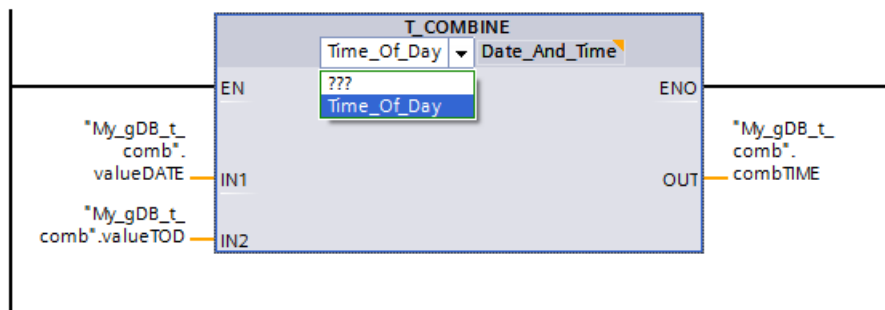 T_COMBINE
Time_Of_Day Date_And_Time
???
Time_Of_Day
EN ENO
"My_gDB_t_
comb".
valueDATE IN1
"My_gDB_t_
comb".valueTOD IN2
OUT "My_gDB_t_
comb".
combTIME